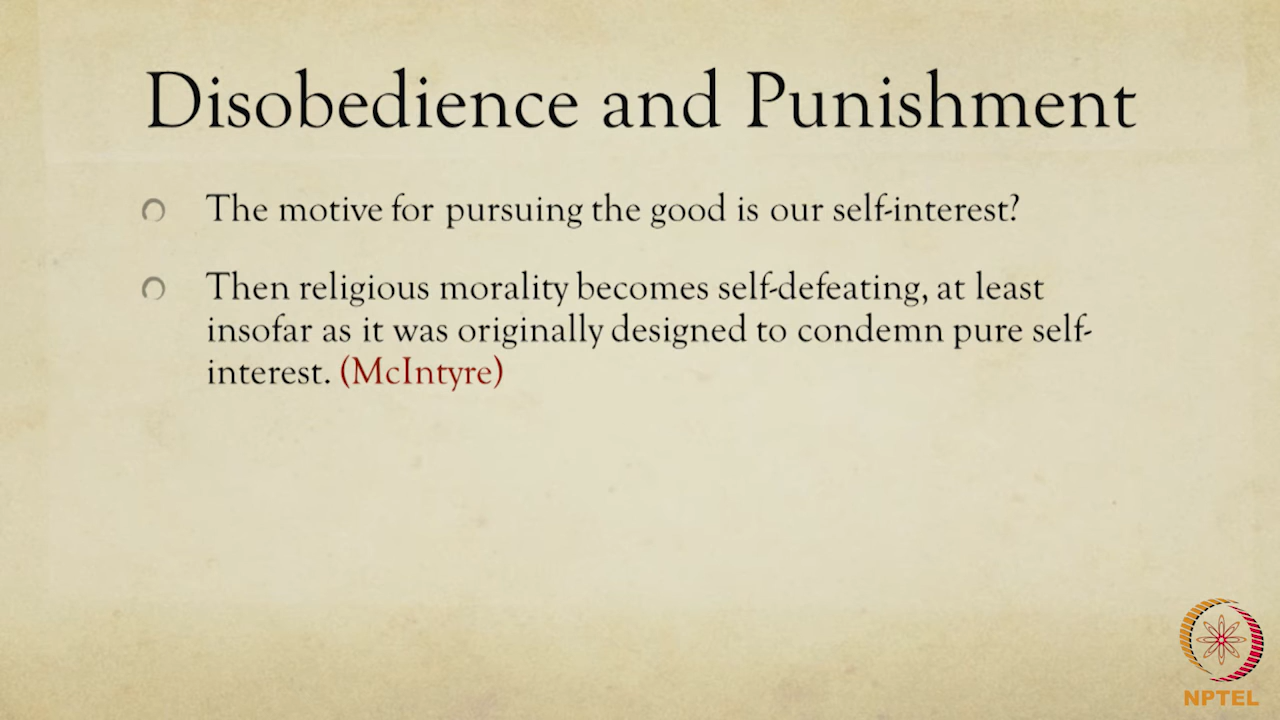 Disobedience and Punishment
The motive for pursuing the good is our self-interest?
Then religious morality becomes self-defeating, at least
insofar as it was originally designed to condemn pure self-
interest. (McIntyre)
NPTEL